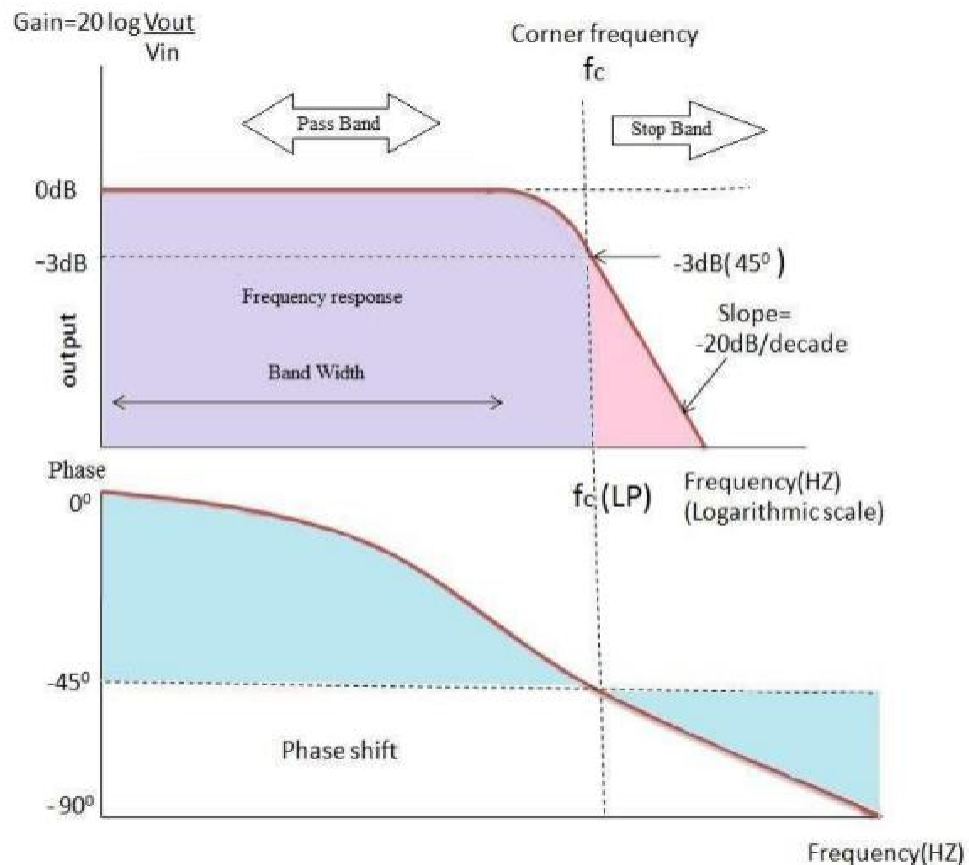 Gain=20 log Vout
Vin
Corner frequency
fc
Pass Band
Stop Band
0dB
-3dB
-3dB( 45⁰ )
Frequency response
Slope=
-20dB/decade
output
Band Width
Phase
0⁰
fc (LP)
Frequency(HZ)
(Logarithmic scale)
-45⁰
Phase shift
- 90⁰
Frequency(HZ)